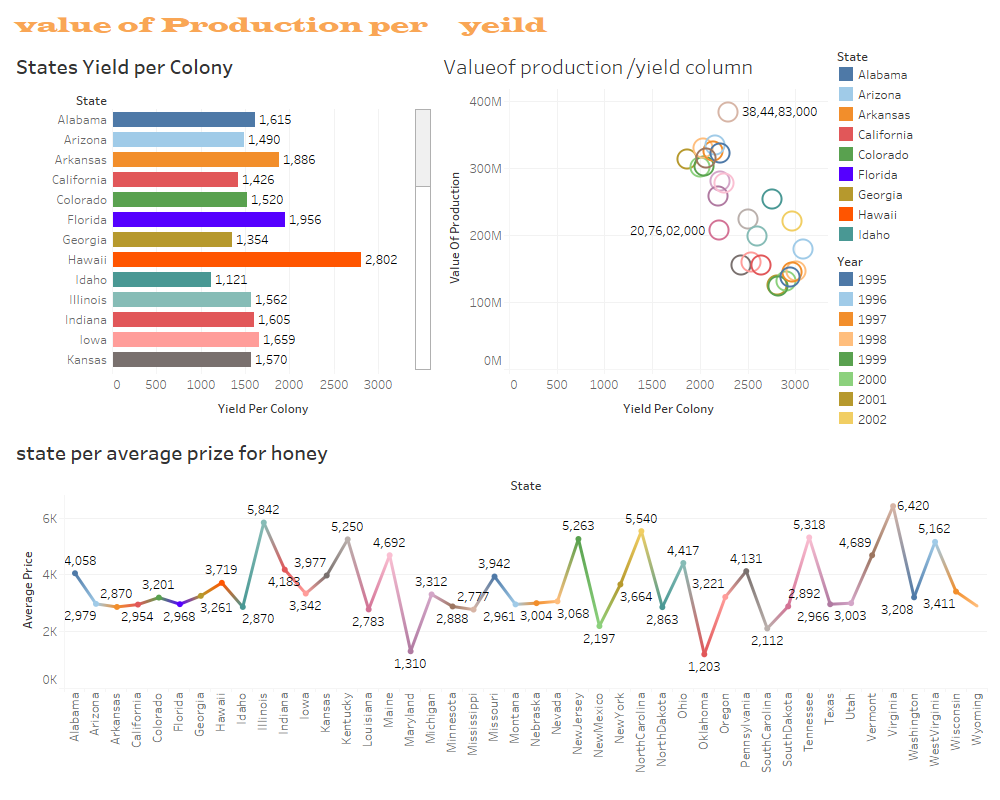 value of Production per yeild
States Yield per Colony
State
Alabama 1,615
Arizona 1,490
Arkansas 1,886
California 1,426
Colorado 1,520
Florida 1,956
Georgia 1,354
Hawaii 2,802
Idaho 1,121
Illinois 1,562
Indiana 1,605
Iowa 1,659
Kansas 1,570
0 500 1000 1500 2000 2500 3000
Yield Per Colony
Valueof production /yield column
Value Of Production
400M
300M
200M
100M
0M
38,44,83,000
20,76,02,000
0 500 1000 1500 2000 2500 3000
Yield Per Colony
State
Alabama
Arizona
Arkansas
California
Colorado
Florida
Georgia
Hawaii
Idaho
Year
1995
1996
1997
1998
1999
2000
2001
2002
state per average prize for honey
State
Average Price
6K
4K
2K
0K
4,058
2,979
2,870
2,954
3,201
2,968
3,261
3,719
2,870
5,842
4,183
3,342
3,977
5,250
2,783
4,692
1,310
3,312
2,888
2,777
3,942
2,961
3,004
3,068
5,263
2,197
3,664
5,540
2,863
4,417
1,203
3,221
4,131
2,112
2,892
5,318
2,966
3,003
4,689
6,420
3,208
5,162
3,411
Alabama
Arizona
Arkansas
California
Colorado
Florida
Georgia
Hawaii
Idaho
Illinois
Indiana
Iowa
Kansas
Kentucky
Louisiana
Maine
Maryland
Michigan
Minnesota
Mississippi
Missouri
Montana
Nebraska
Nevada
NewJersey
NewMexico
NewYork
NorthCarolina
NorthDakota
Ohio
Oklahoma
Oregon
Pennsylvania
SouthCarolina
SouthDakota
Tennessee
Texas
Utah
Vermont
Virginia
Washington
WestVirginia
Wisconsin
Wyoming